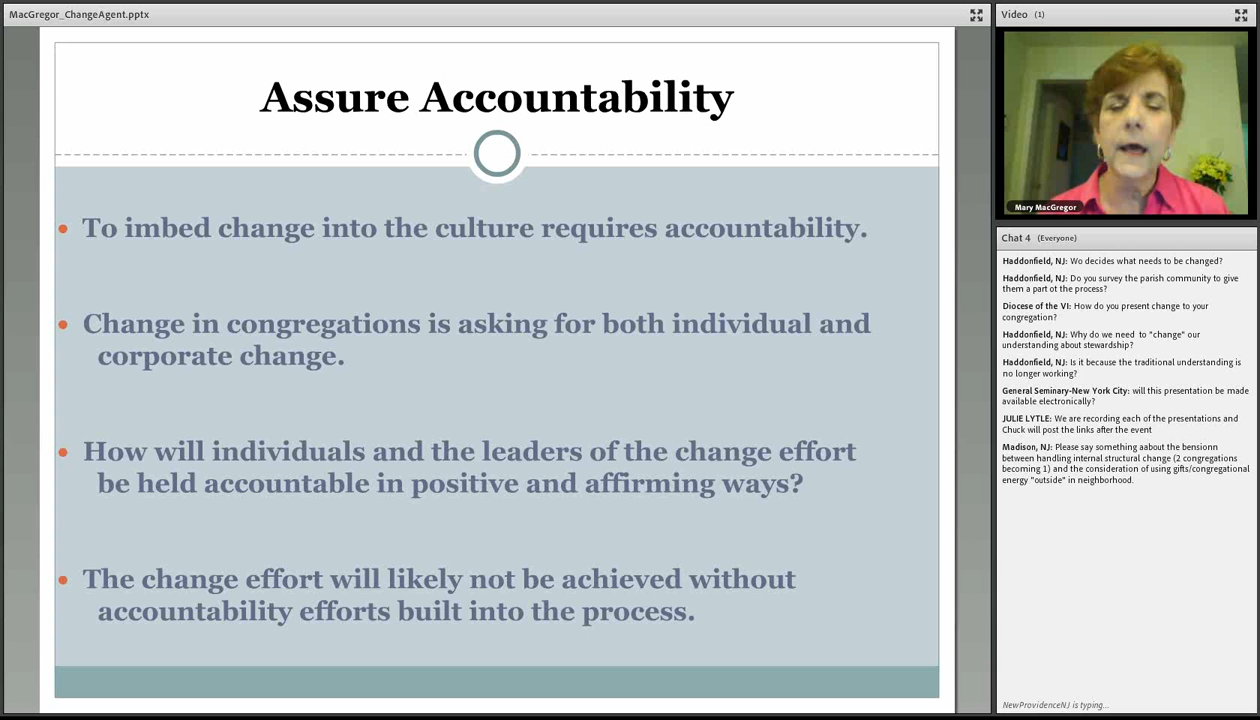 MacGregor_ChangeAgent.pptx
Assure Accountability
To imbed change into the culture requires accountability.
Change in congregations is asking for both individual and
corporate change.
How will individuals and the leaders of the change effort
be held accountable in positive and affirming ways?
The change effort will likely not be achieved without
accountability efforts built into the process.
Video (1)
Mary MacGregor
Chat 4 (Everyone)
Haddonfield, NJ: Wo decides what needs to be changed?
Haddonfield, NJ: Do you survey the parish community to give
them a part ot the process?
Diocese of the VI: How do you present change to your
congregation?
Haddonfield, NJ: Why do we need to "change" our
understanding about stewardship?
Haddonfield, NJ: Is it because the traditional understanding is
no longer working?
General Seminary-New York City: will this presentation be made
available electronically?
JULIE LYTLE: We are recording each of the presentations and
Chuck will post the links after the event
Madison, NJ: Please say something aabout the bensionn
between handling internal structural change (2 congregations
becoming 1) and the consideration of using gifts/congregational
energy "outside" in neighborhood.
NewProvidenceNJ is typing...